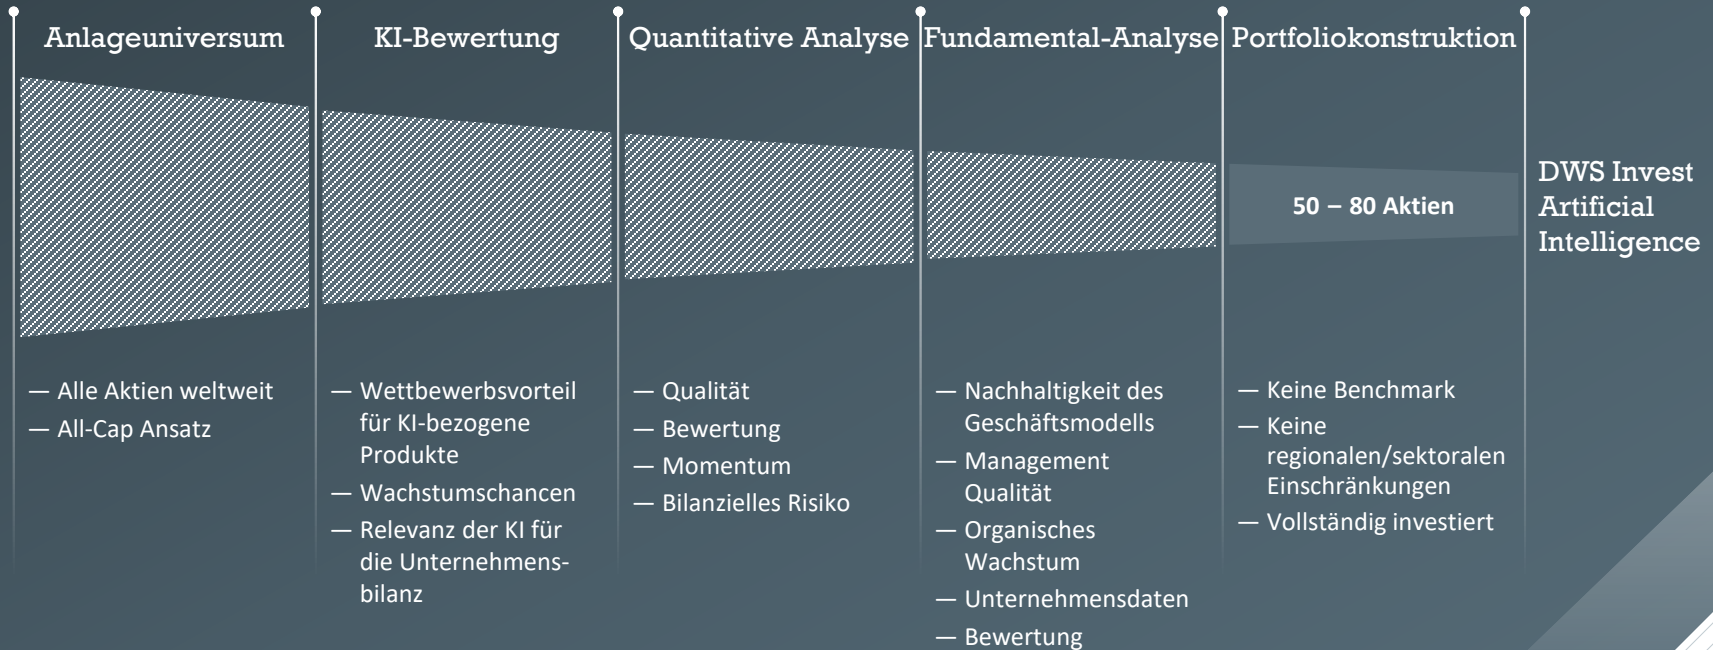 Anlageuniversum
KI-Bewertung
Quantitative Analyse
Fundamental-Analyse
Portfoliokonstruktion
50 – 80 Aktien
DWS Invest
Artificial
Intelligence
— Alle Aktien weltweit
— All-Cap Ansatz
— Wettbewerbsvorteil
für KI-bezogene
Produkte
— Wachstumschancen
— Relevanz der KI für
die Unternehmens-
bilanz
— Qualität
— Bewertung
— Momentum
— Bilanzielles Risiko
— Nachhaltigkeit des
Geschäftsmodells
— Management
Qualität
— Organisches
Wachstum
— Unternehmensdaten
— Bewertung
— Keine Benchmark
— Keine
regionalen/sektoralen
Einschränkungen
— Vollständig investiert